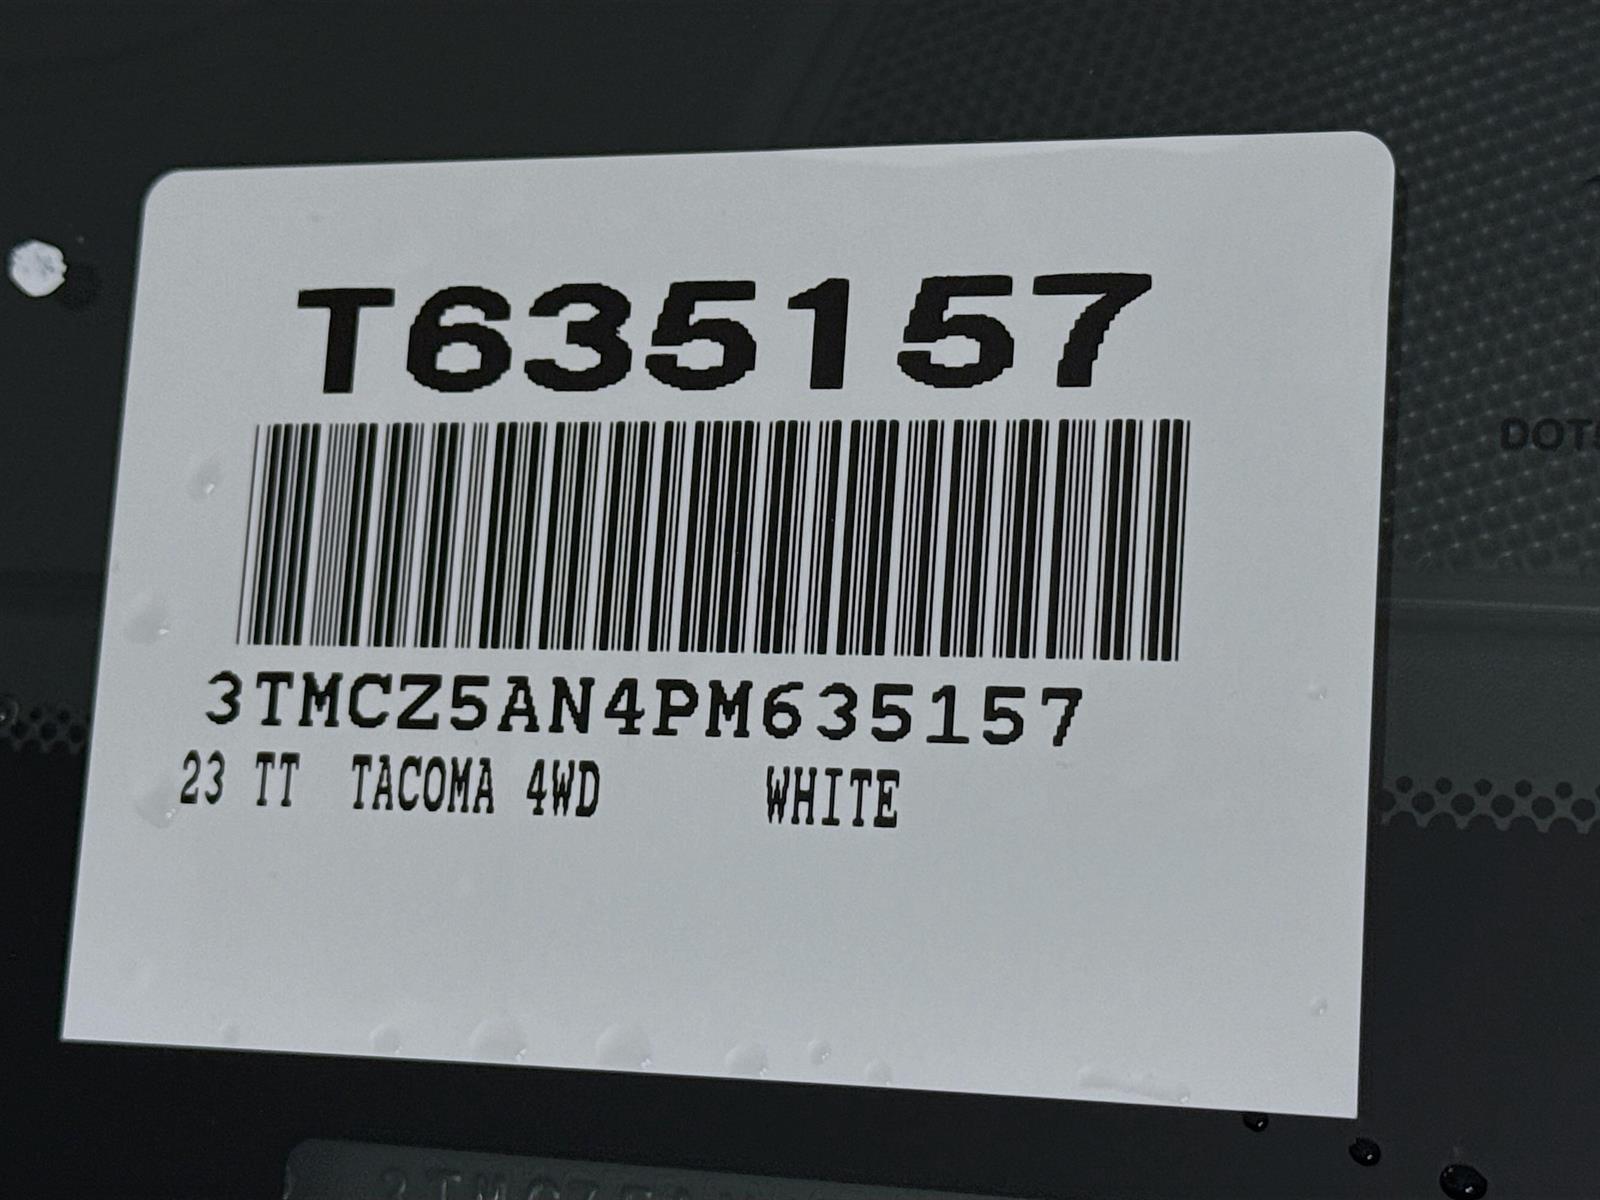 T635157
3TMCZ5AN4PM635157
23 TT TACOMA 4WD WHITE
DOT